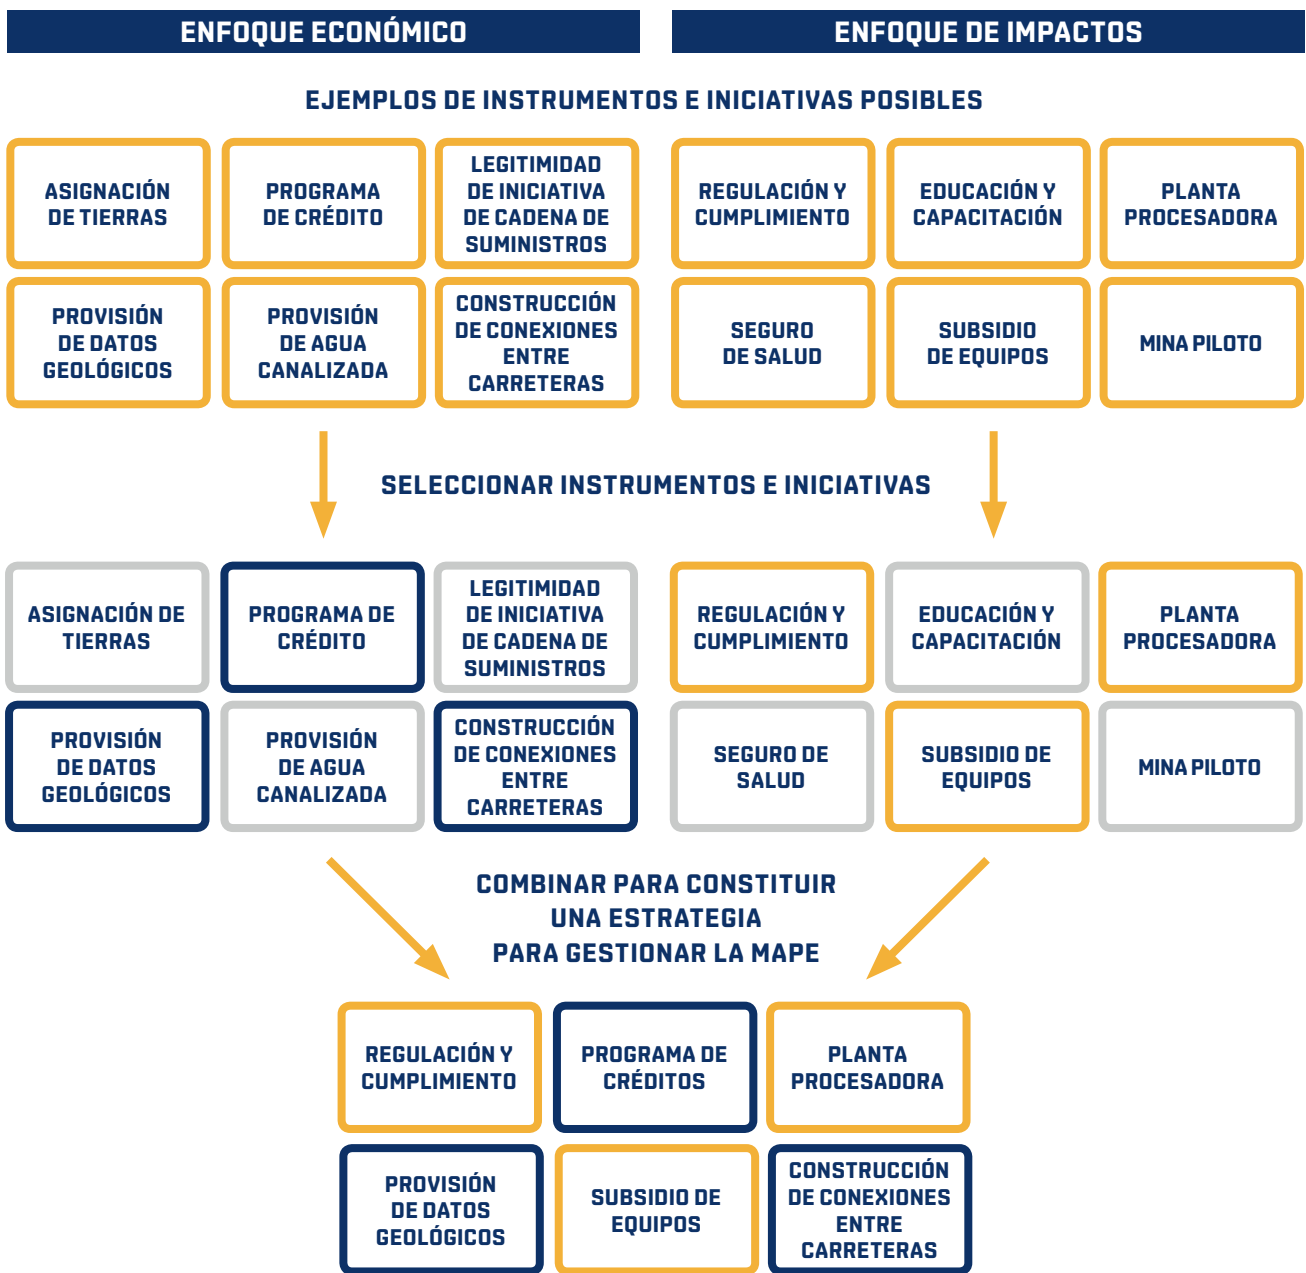 ENFOQUE ECONÓMICO
ENFOQUE DE IMPACTOS
EJEMPLOS DE INSTRUMENTOS E INICIATIVAS POSIBLES
ASIGNACIÓN
DE TIERRAS
PROGRAMA
DE CRÉDITO
LEGITIMIDAD
DE INICIATIVA
DE CADENA DE
SUMINISTROS
REGULACIÓN Y
CUMPLIMIENTO
EDUCACIÓN Y
CAPACITACIÓN
PLANTA
PROCESADORA
PROVISIÓN
DE DATOS
GEOLÓGICOS
PROVISIÓN
DE AGUA
CANALIZADA
CONSTRUCCIÓN
DE CONEXIONES
ENTRE
CARRETERAS
SEGURO
DE SALUD
SUBSIDIO
DE EQUIPOS
MINA PILOTO
SELECCIONAR INSTRUMENTOS E INICIATIVAS
ASIGNACIÓN DE
TIERRAS
PROGRAMA DE
CRÉDITO
LEGITIMIDAD
DE INICIATIVA
DE CADENA DE
SUMINISTROS
REGULACIÓN Y
CUMPLIMIENTO
EDUCACIÓN Y
CAPACITACIÓN
PLANTA
PROCESADORA
PROVISIÓN
DE DATOS
GEOLÓGICOS
PROVISIÓN
DE AGUA
CANALIZADA
CONSTRUCCIÓN
DE CONEXIONES
ENTRE
CARRETERAS
SEGURO DE
SALUD
SUBSIDIO DE
EQUIPOS
MINA PILOTO
COMBINAR PARA CONSTITUIR
UNA ESTRATEGIA
PARA GESTIONAR LA MAPE
REGULACIÓN Y
CUMPLIMIENTO
PROGRAMA DE
CRÉDITOS
PLANTA
PROCESADORA
PROVISIÓN
DE DATOS
GEOLÓGICOS
SUBSIDIO DE
EQUIPOS
CONSTRUCCIÓN
DE CONEXIONES
ENTRE
CARRETERAS